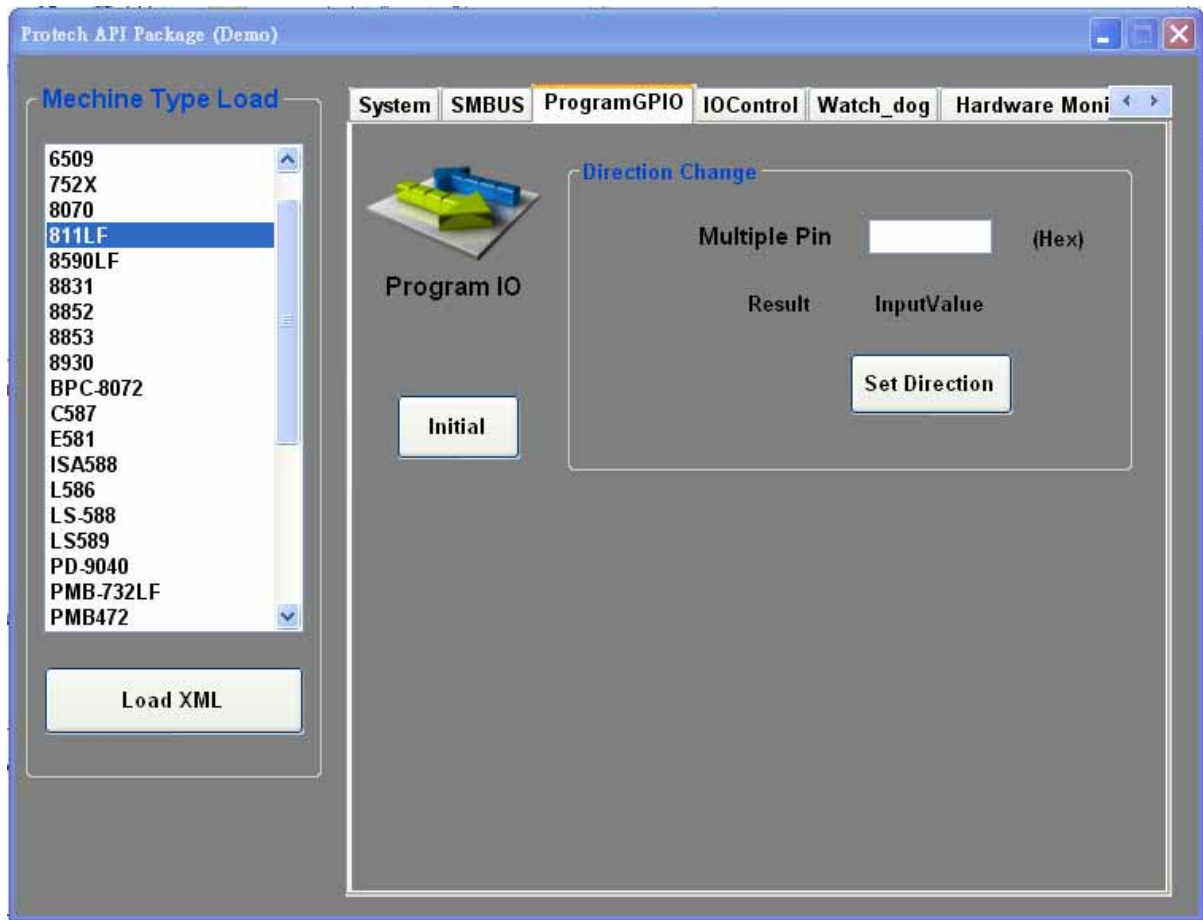 Protech API Package (Demo)
Mechine Type Load
6509
752X
8070
811LF
8590LF
8831
8852
8853
8930
BPC-8072
C587
E581
ISA588
L586
LS-588
LS589
PD-9040
PMB-732LF
PMB472
Load XML
System SMBUS ProgramGPIO IOControl Watch_dog Hardware Moni
Program IO
Initial
Direction Change
Multiple Pin (Hex)
Result InputValue
Set Direction